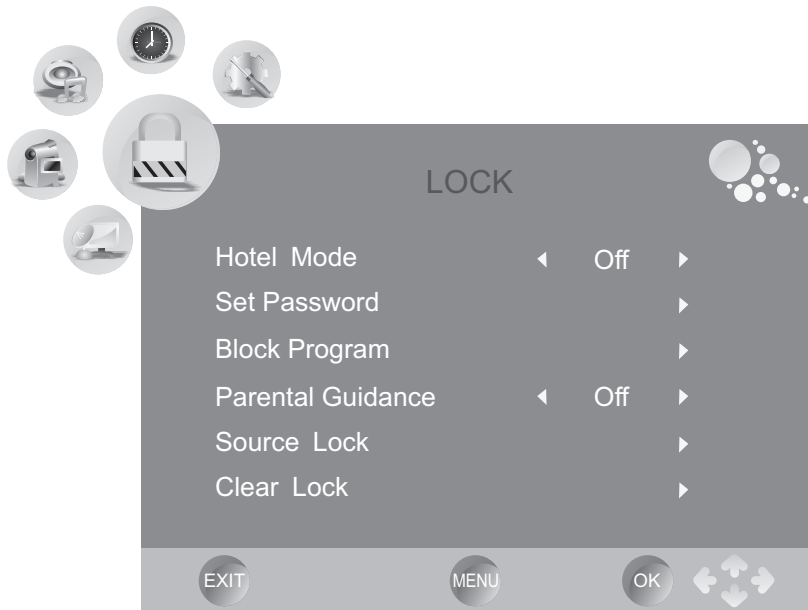 LOCK
Hotel Mode Off
Set Password
Block Program
Parental Guidance Off
Source Lock
Clear Lock
EXIT MENU OK